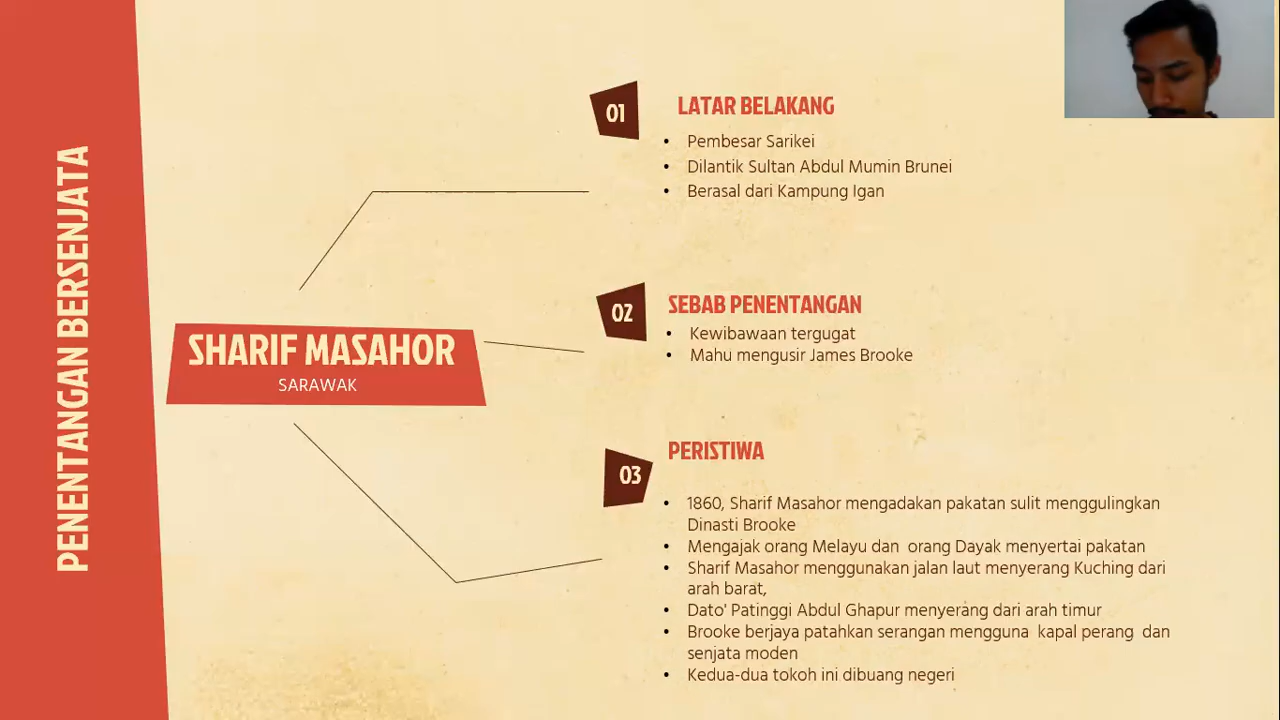 PENENTANGAN BERSENJATA
SHARIF MASAHOR
SARAWAK
01
LATAR BELAKANG
• Pembesar Sarikei
• Dilantik Sultan Abdul Mumin Brunei
• Berasal dari Kampung Igan
02
SEBAB PENENTANGAN
• Kewibawaan tergugat
• Mahu mengusir James Brooke
03
PERISTIWA
• 1860, Sharif Masahor mengadakan pakatan sulit menggulingkan
Dinasti Brooke
• Mengajak orang Melayu dan  orang Dayak menyertai pakatan
• Sharif Masahor menggunakan jalan laut menyerang Kuching dari
arah barat,
• Dato' Patinggi Abdul Ghapur menyerang dari arah timur
• Brooke berjaya patahkan serangan mengguna  kapal perang  dan
senjata moden
• Kedua-dua tokoh ini dibuang negeri